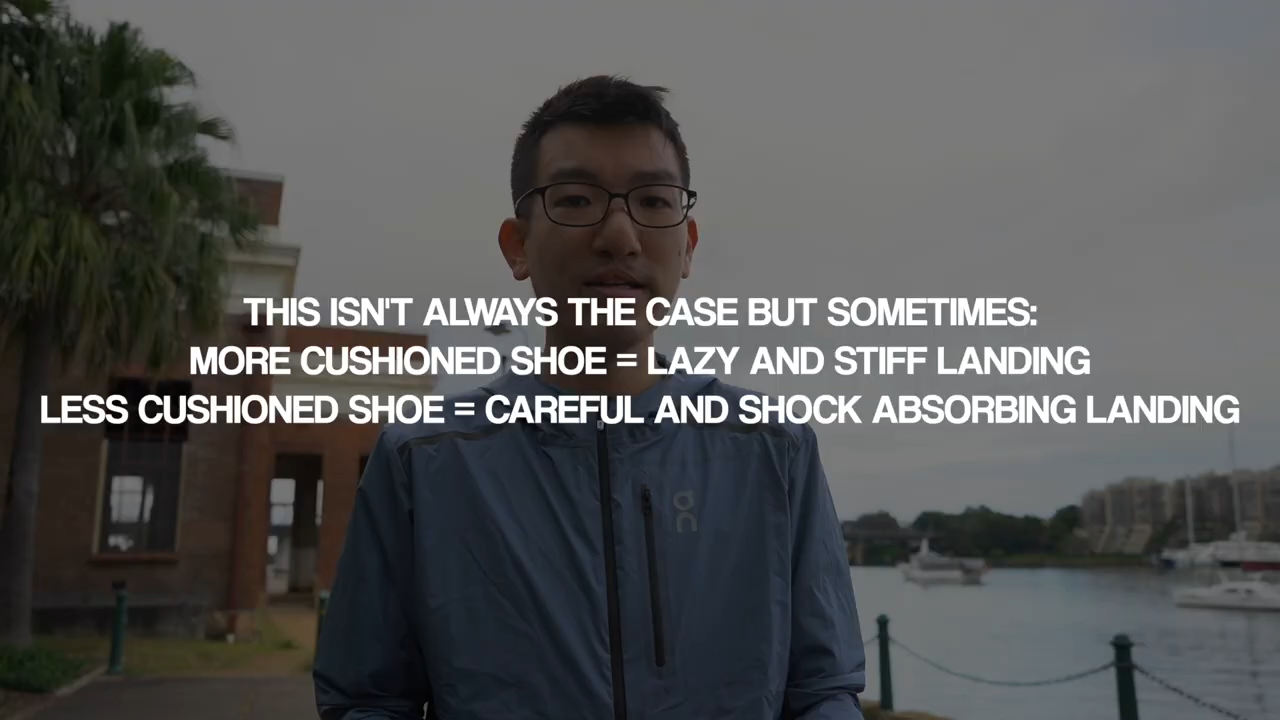 THIS ISN'T ALWAYS THE CASE BUT SOMETIMES:
MORE CUSHIONED SHOE = LAZY AND STIFF LANDING
LESS CUSHIONED SHOE = CAREFUL AND SHOCK ABSORBING LANDING
on